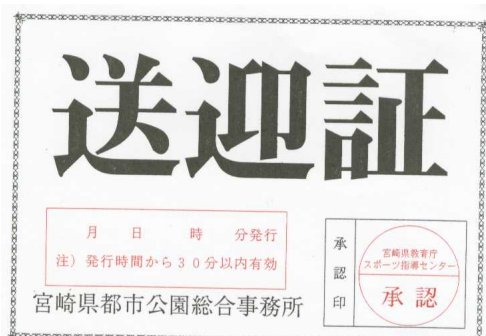 送迎証
月 日 時 分発行
注）発行時間から３０分以内有効
承認印
宮崎県教育庁
スポーツ指導センター
承認
宮崎県都市公園総合事務所